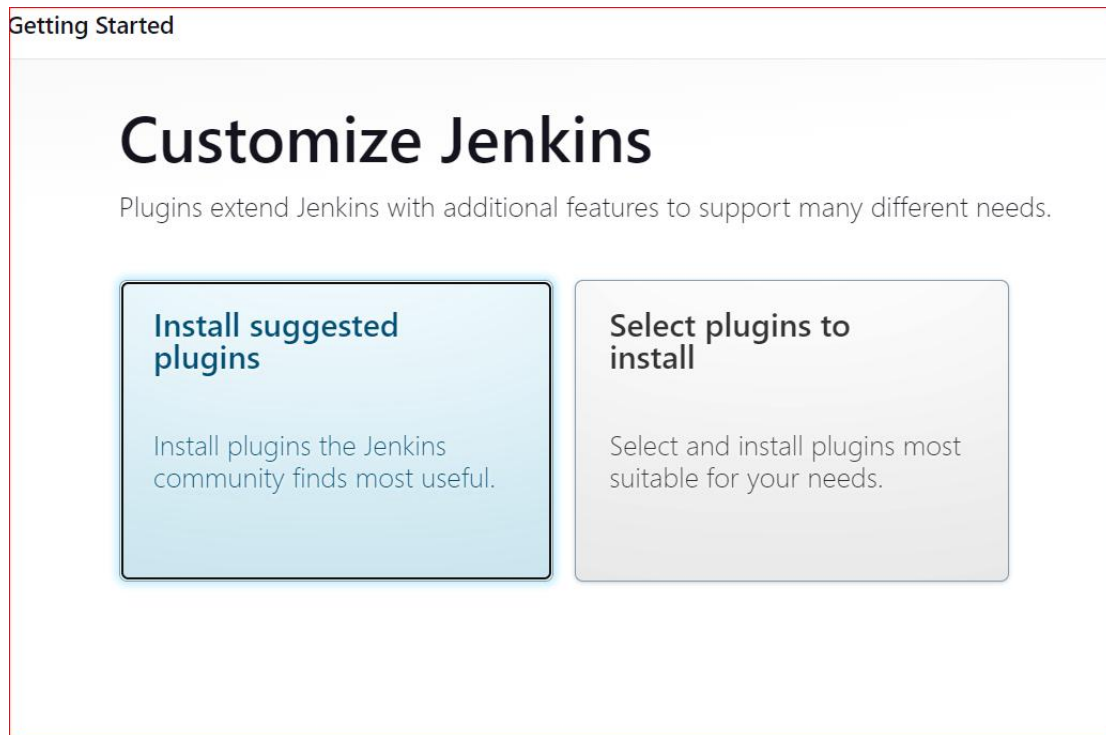 Getting Started
Customize Jenkins
Plugins extend Jenkins with additional features to support many different needs.
Install suggested
plugins
Install plugins the Jenkins
community finds most useful.
Select plugins to
install
Select and install plugins most
suitable for your needs.